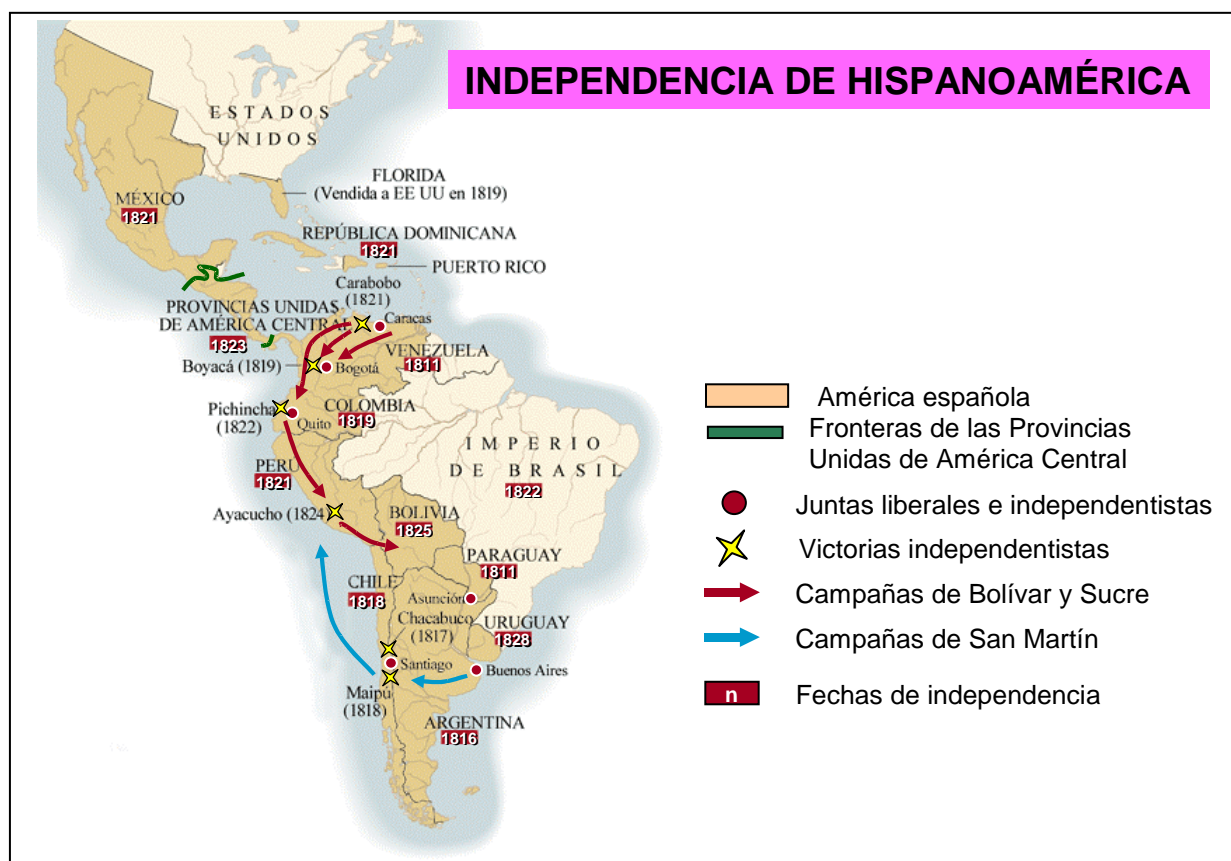 INDEPENDENCIA DE HISPANOAMÉRICA
ESTADOS
UNIDOS
FLORIDA
(Vendida a EE UU en 1819)
MÉXICO
1821
REPÚBLICA DOMINICANA
1821
PUERTO RICO
Carabobo
(1821)
PROVINCIAS UNIDAS
DE AMÉRICA CENTRAL
1823
Caracas
VENEZUELA
1811
Boyacá (1819)
Bogotá
Pichincha
(1822)
Quito
COLOMBIA
1819
IMPERIO
DE BRASIL
1822
PERÚ
1821
Ayacucho (1824
BOLIVIA
1825
PARAGUAY
1811
CHILE
1818
Asunción
Chacabuco
(1817)
URUGUAY
1828
Santiago
Buenos Aires
Maipú
(1818)
ARGENTINA
1816
América española
Fronteras de las Provincias
Unidas de América Central
Juntas liberales e independentistas
Victorias independentistas
Campañas de Bolívar y Sucre
Campañas de San Martín
n Fechas de independencia